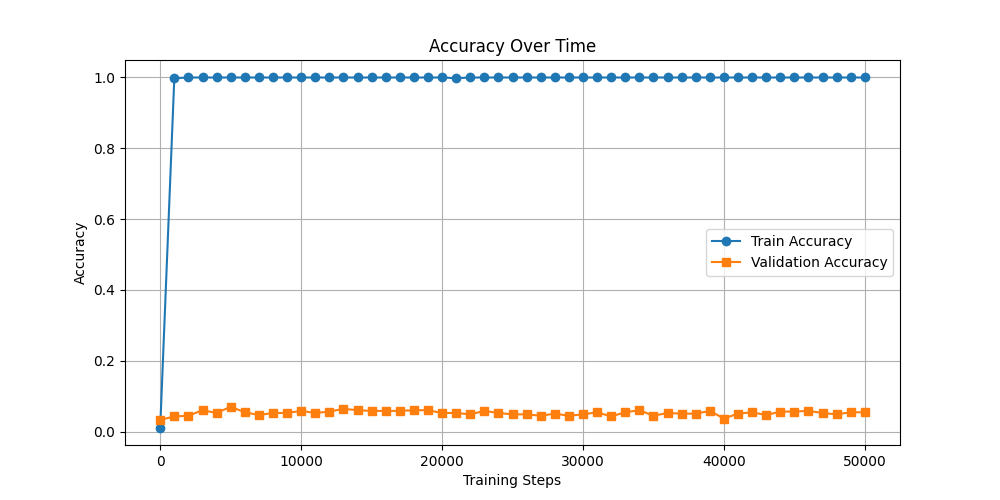 Accuracy Over Time
1.0
0.8
0.6
0.4
0.2
0.0
Accuracy
Train Accuracy
Validation Accuracy
0 10000 20000 30000 40000 50000
Training Steps